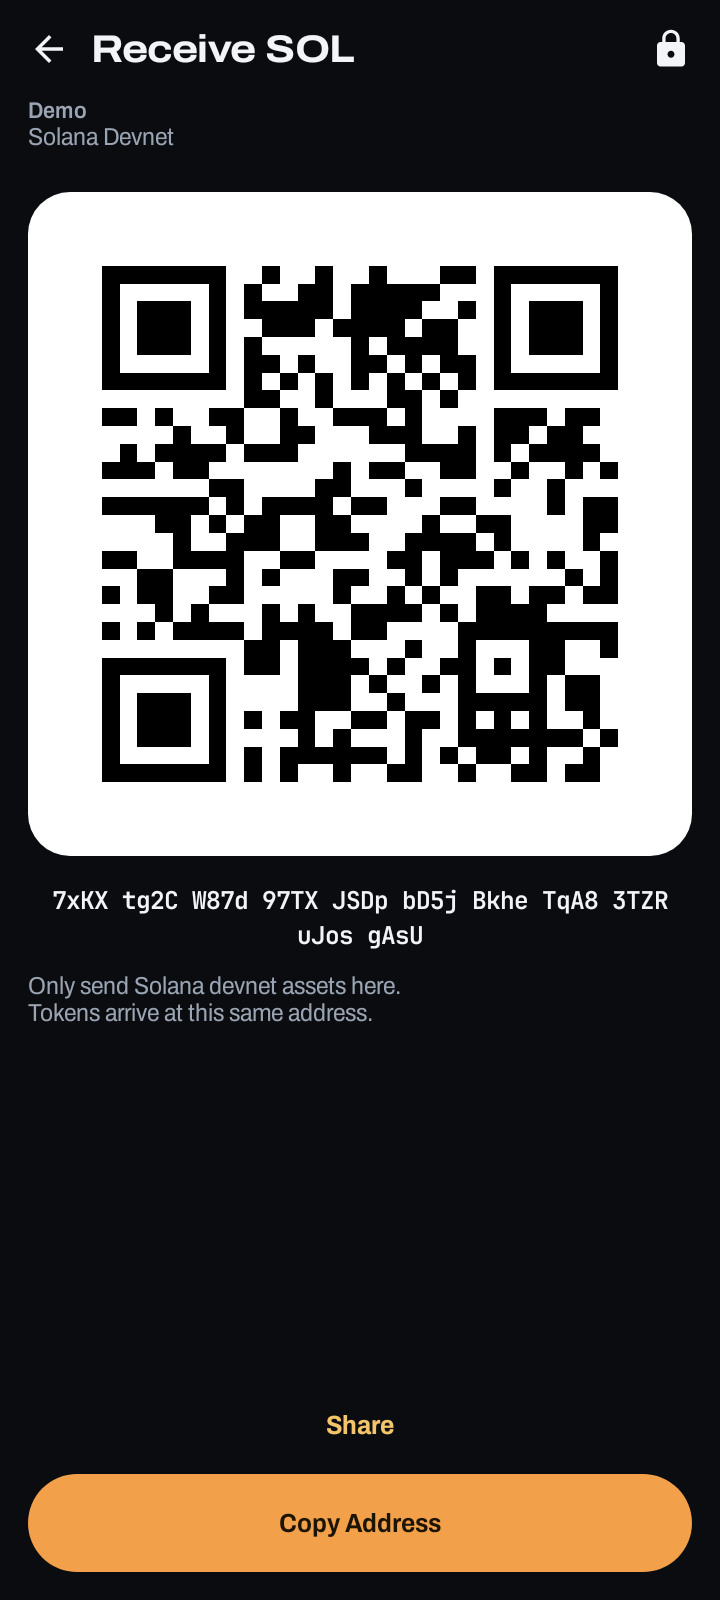 Receive SOL
Demo
Solana Devnet
7xKX tg2C W87d 97TX JSDp bD5j Bkhe TqA8 3TZR
uJos gAsU
Only send Solana devnet assets here.
Tokens arrive at this same address.
Share
Copy Address